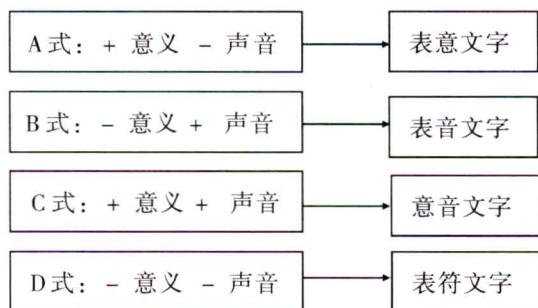 A式：+ 意义 - 声音 表意文字
B式：- 意义 + 声音 表音文字
C式：+ 意义 + 声音 意音文字
D式：- 意义 - 声音 表符文字